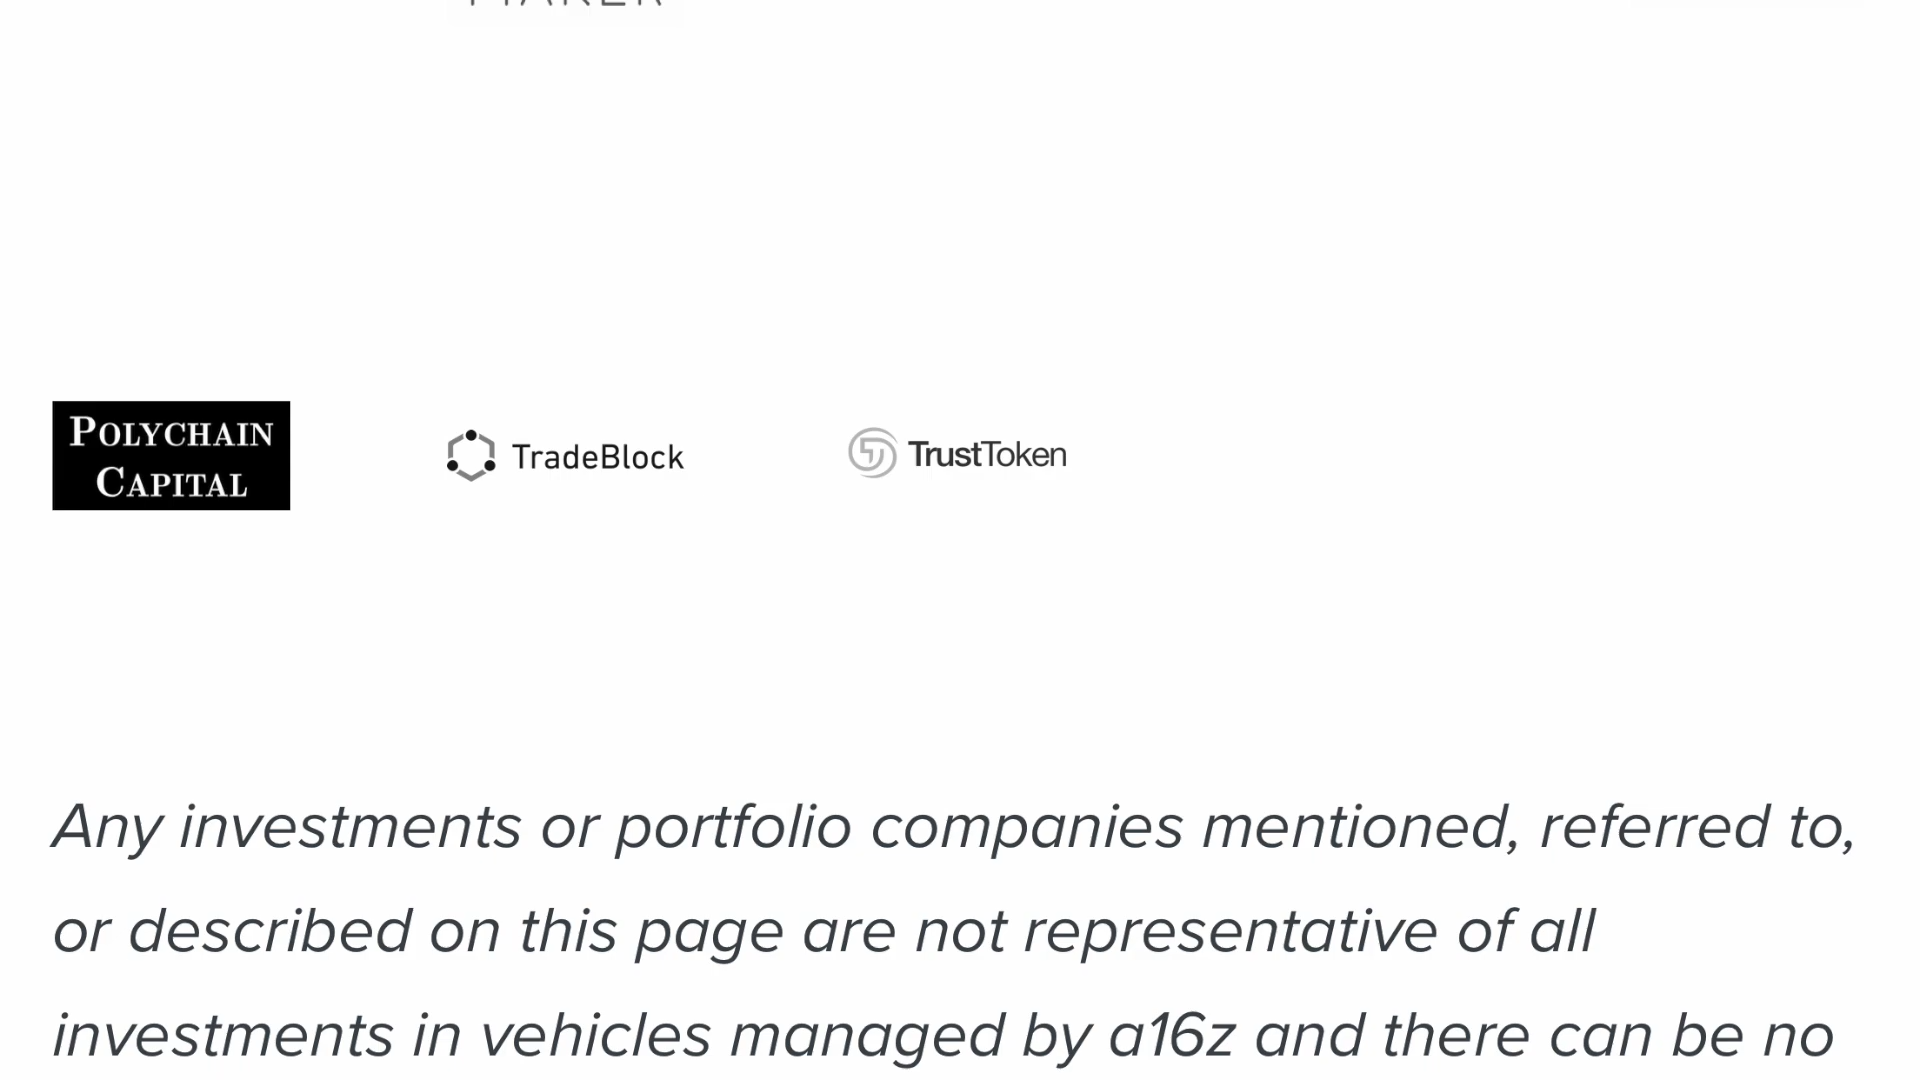 MAKER
POLYCHAIN
CAPITAL
TradeBlock
TrustToken
Any investments or portfolio companies mentioned, referred to,
or described on this page are not representative of all
investments in vehicles managed by a16z and there can be no